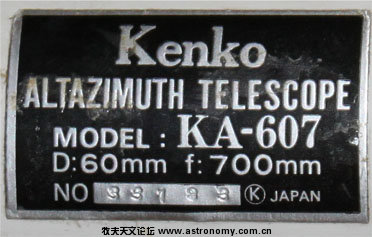 Kenko
ALTAZIMUTH TELESCOPE
MODEL: KA-607
D:60mm f:700mm
NO 33183 Ⓚ JAPAN
牧夫天文论坛 www.astronomy.com.cn